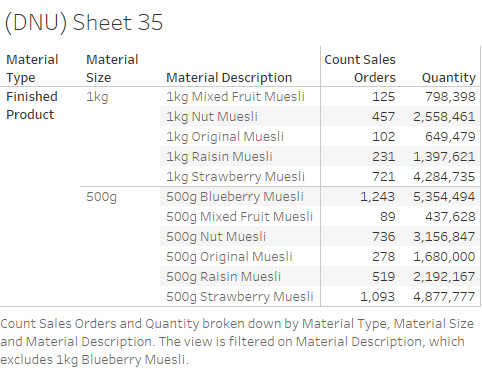 (DNU) Sheet 35
Material Type Material Size Material Description Count Sales Orders Quantity
Finished Product 1kg 1kg Mixed Fruit Muesli 125 798,398
1kg Nut Muesli 457 2,558,461
1kg Original Muesli 102 649,479
1kg Raisin Muesli 231 1,397,621
1kg Strawberry Muesli 721 4,284,735
500g 500g Blueberry Muesli 1,243 5,354,494
500g Mixed Fruit Muesli 89 437,628
500g Nut Muesli 736 3,156,847
500g Original Muesli 278 1,680,000
500g Raisin Muesli 519 2,192,167
500g Strawberry Muesli 1,093 4,877,777
Count Sales Orders and Quantity broken down by Material Type, Material Size
and Material Description. The view is filtered on Material Description, which
excludes 1kg Blueberry Muesli.